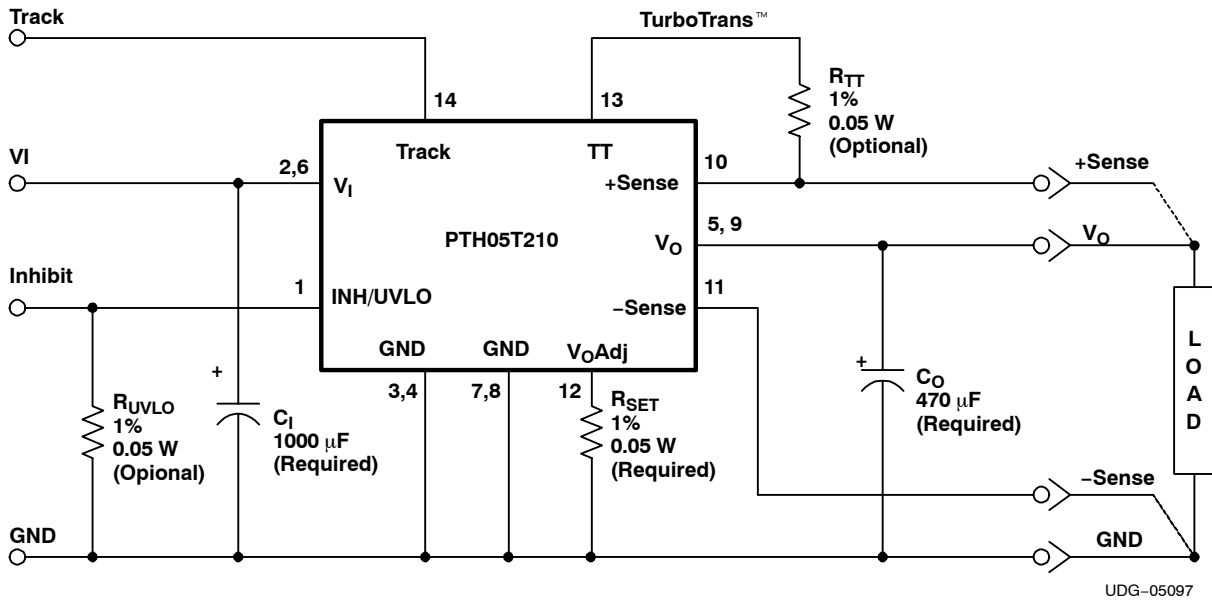 Track
TurboTrans™
R_TT
1%
0.05 W
(Optional)
14
13
Track
TT
VI
2,6
V_I
10
+Sense
+Sense
PTH05T210
5, 9
V_O
V_O
Inhibit
1
INH/UVLO
11
−Sense
GND
GND
V_OAdj
3,4
7,8
12
R_UVLO
1%
0.05 W
(Opional)
+
C_I
1000 μF
(Required)
R_SET
1%
0.05 W
(Required)
+
C_O
470 μF
(Required)
L
O
A
D
−Sense
GND
GND
UDG−05097